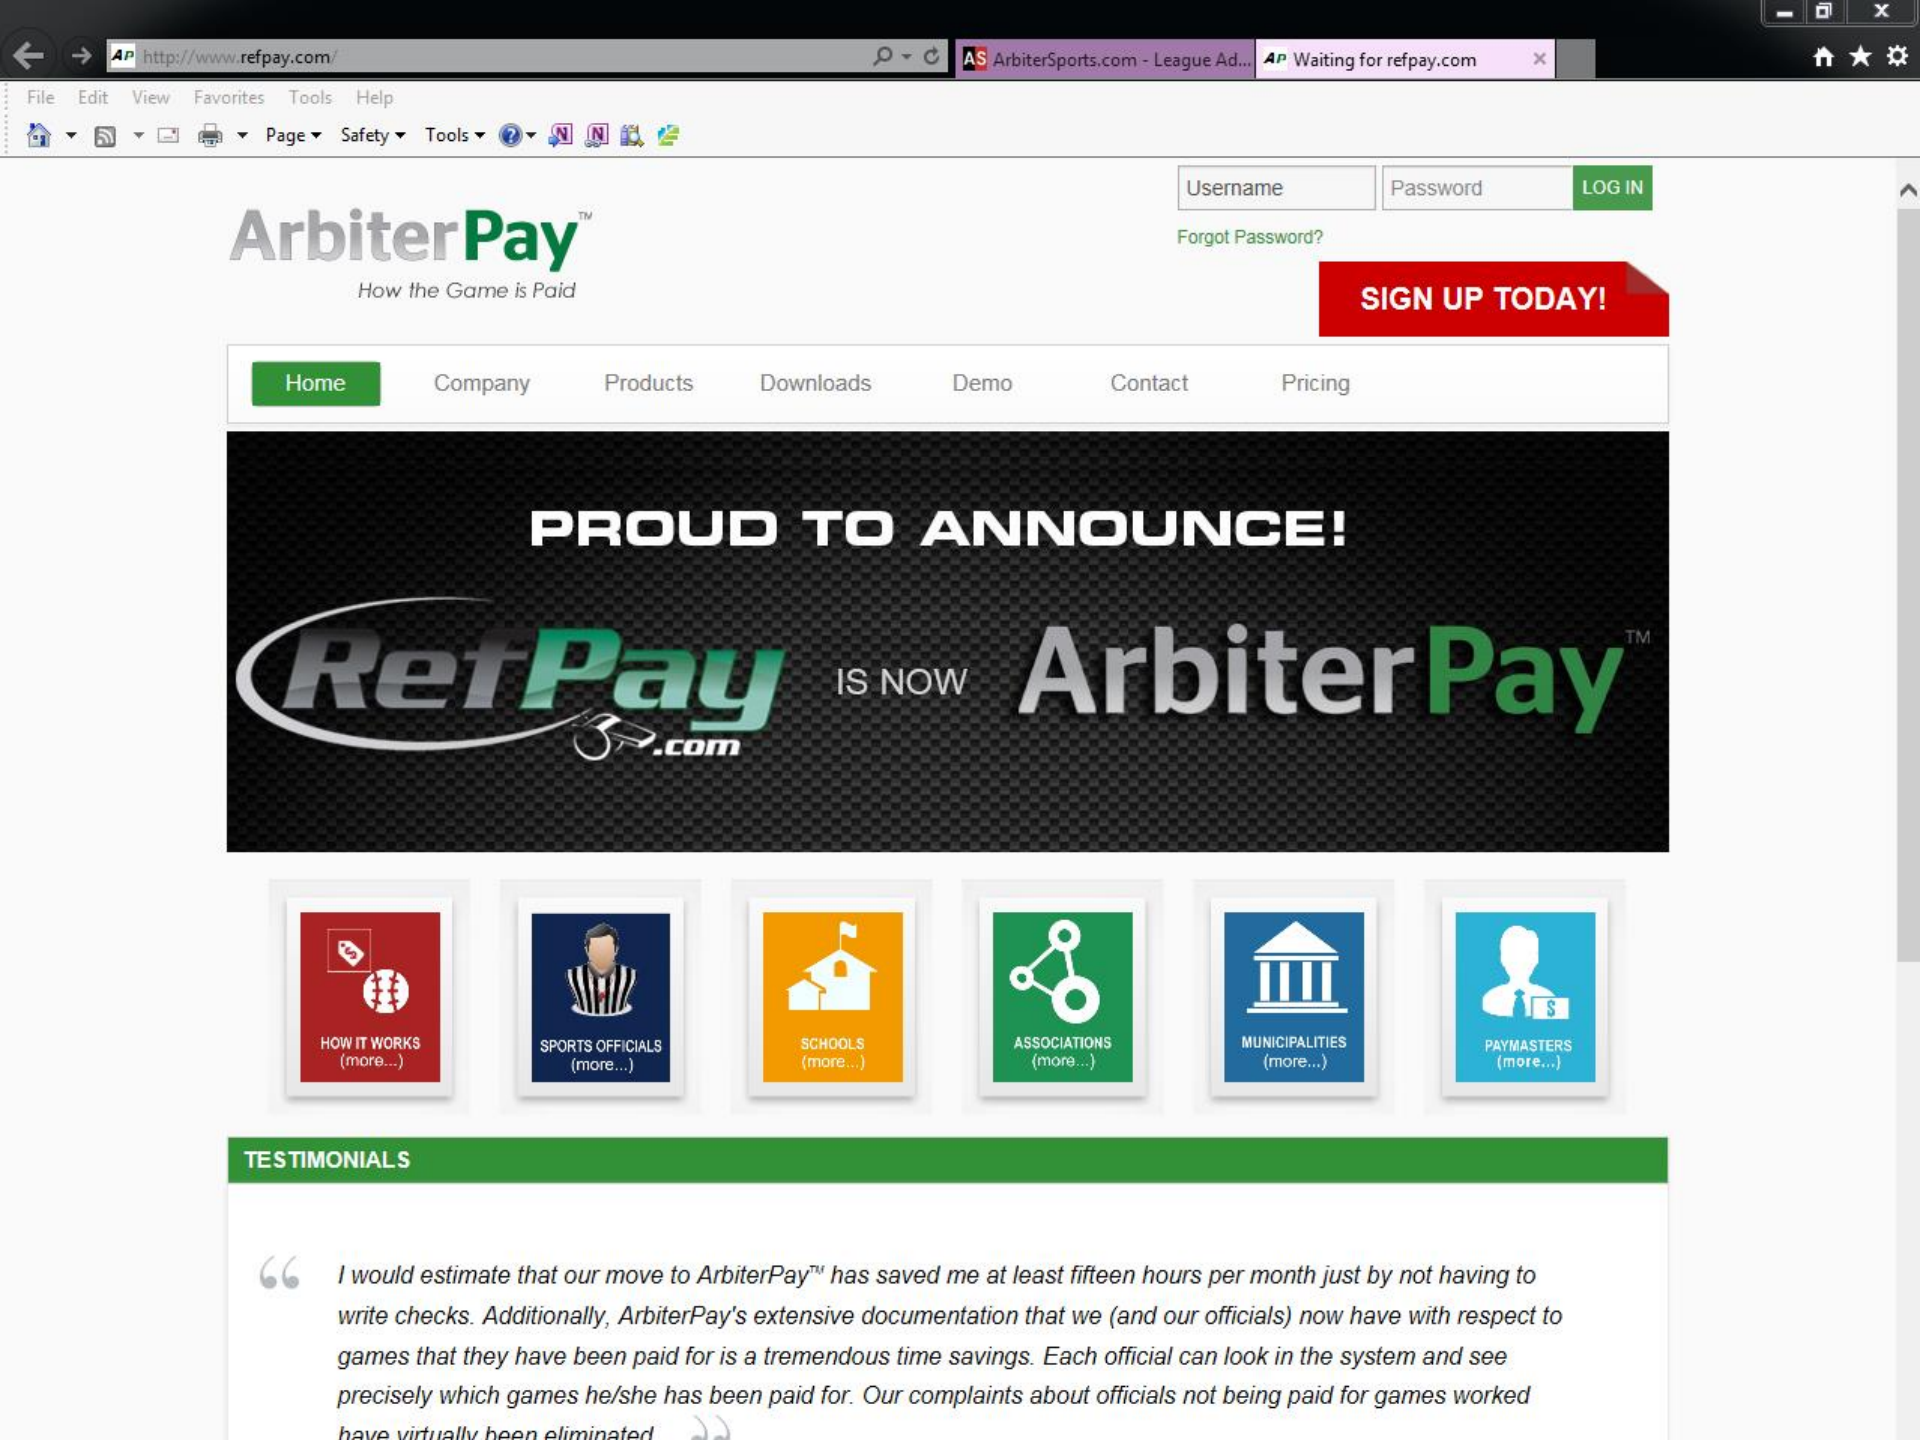 AP http://www.refpay.com/
AS ArbiterSports.com - League Ad...
AP Waiting for refpay.com
File Edit View Favorites Tools Help
Page Safety Tools
Username Password LOG IN
Forgot Password?
ArbiterPay™
How the Game is Paid
SIGN UP TODAY!
Home Company Products Downloads Demo Contact Pricing
PROUD TO ANNOUNCE!
RefPay.com IS NOW ArbiterPay™
HOW IT WORKS
(more...)
SPORTS OFFICIALS
(more...)
SCHOOLS
(more...)
ASSOCIATIONS
(more...)
MUNICIPALITIES
(more...)
PAYMASTERS
(more...)
TESTIMONIALS
“ I would estimate that our move to ArbiterPay™ has saved me at least fifteen hours per month just by not having to
write checks. Additionally, ArbiterPay's extensive documentation that we (and our officials) now have with respect to
games that they have been paid for is a tremendous time savings. Each official can look in the system and see
precisely which games he/she has been paid for. Our complaints about officials not being paid for games worked
have virtually been eliminated. ”